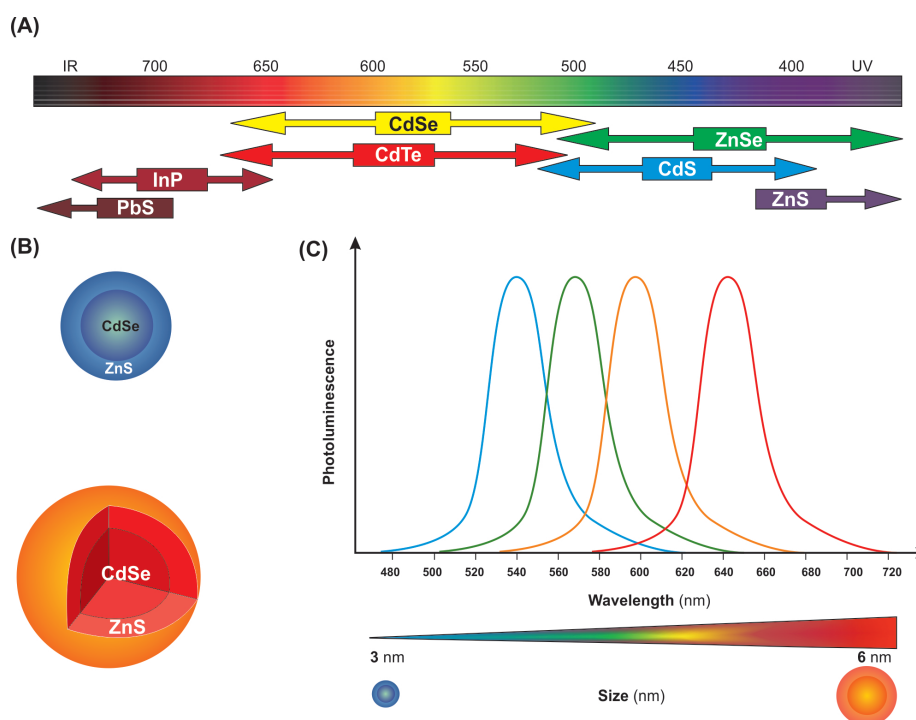 (A)
IR 700 650 600 550 500 450 400 UV
CdSe
ZnSe
CdTe
CdS
InP
ZnS
PbS
(B)
CdSe
ZnS
CdSe
ZnS
(C)
Photoluminescence
480 500 520 540 560 580 600 620 640 660 680 700 720
Wavelength (nm)
3 nm 6 nm
Size (nm)